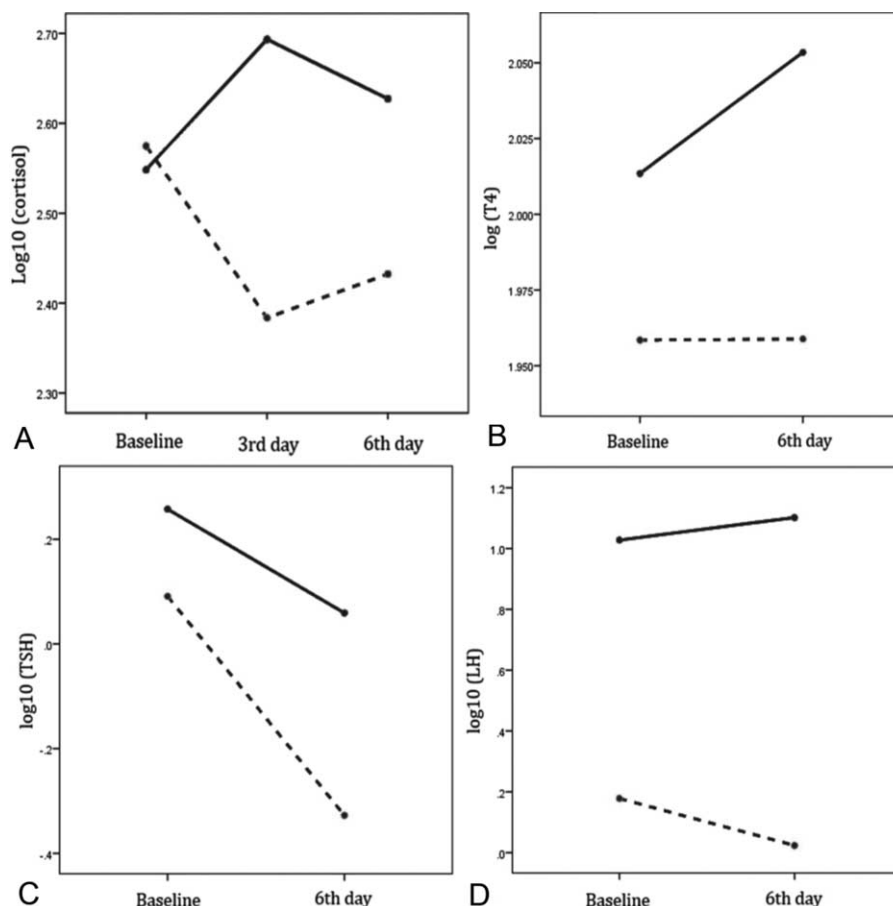 2.70
2.60
2.50
2.40
2.30
Log10 (cortisol)
Baseline 3rd day 6th day
A
2.050
2.025
2.000
1.975
1.950
log (T4)
Baseline 6th day
B
.2
.0
-.2
-.4
log10 (TSH)
Baseline 6th day
C
1.2
1.0
.8
.6
.4
.2
.0
log10 (LH)
Baseline 6th day
D